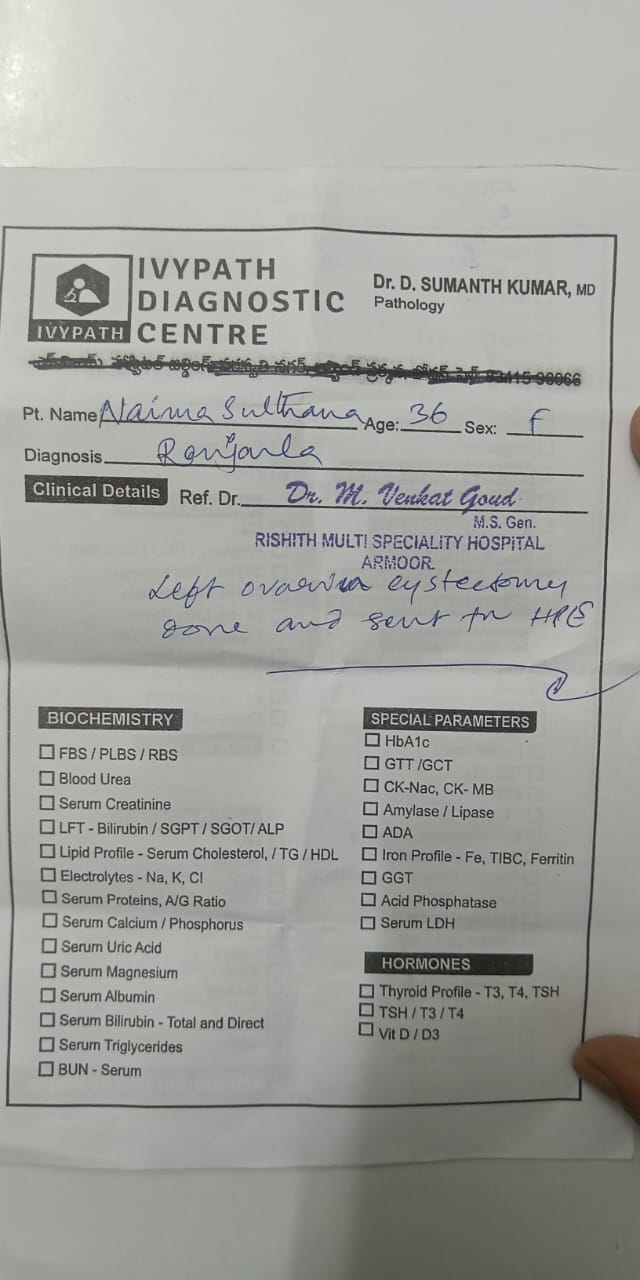 IVYPATH
DIAGNOSTIC
CENTRE
IVYPATH
Dr. D. SUMANTH KUMAR, MD
Pathology
93415 98066
Pt. Name Naima Sulthana Age: 36 Sex: F
Diagnosis Ranjarla
Clinical Details Ref. Dr. Dr. M. Venkat Goud
M.S. Gen.
RISHITH MULTI SPECIALITY HOSPITAL
ARMOOR.
Left ovarian cystectomy
done and sent for HPE
BIOCHEMISTRY
FBS / PLBS / RBS
Blood Urea
Serum Creatinine
LFT - Bilirubin / SGPT / SGOT/ ALP
Lipid Profile - Serum Cholesterol, / TG / HDL
Electrolytes - Na, K, Cl
Serum Proteins, A/G Ratio
Serum Calcium / Phosphorus
Serum Uric Acid
Serum Magnesium
Serum Albumin
Serum Bilirubin - Total and Direct
Serum Triglycerides
BUN - Serum
SPECIAL PARAMETERS
HbA1c
GTT /GCT
CK-Nac, CK- MB
Amylase / Lipase
ADA
Iron Profile - Fe, TIBC, Ferritin
GGT
Acid Phosphatase
Serum LDH
HORMONES
Thyroid Profile - T3, T4, TSH
TSH / T3 / T4
Vit D / D3